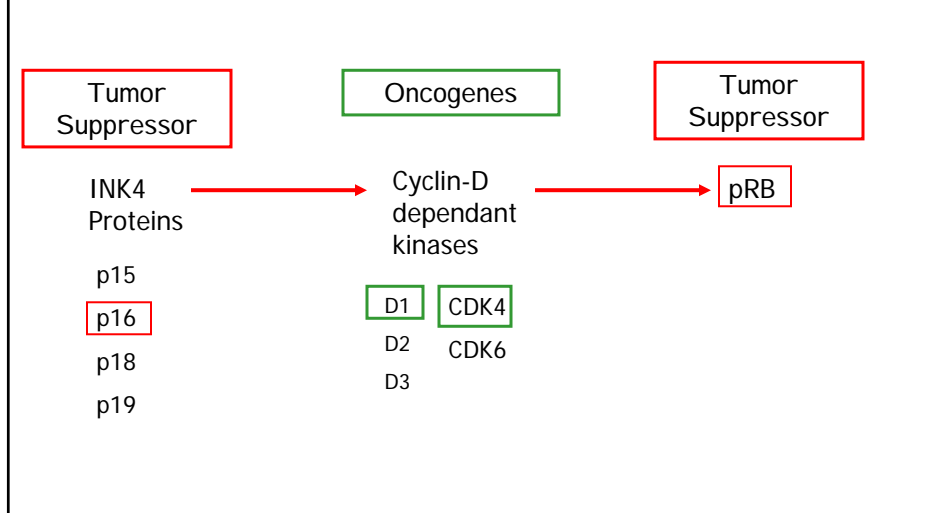 Tumor
Suppressor
Oncogenes
Tumor
Suppressor
INK4
Proteins
Cyclin-D
dependant
kinases
pRB
p15
p16
p18
p19
D1
CDK4
D2
CDK6
D3